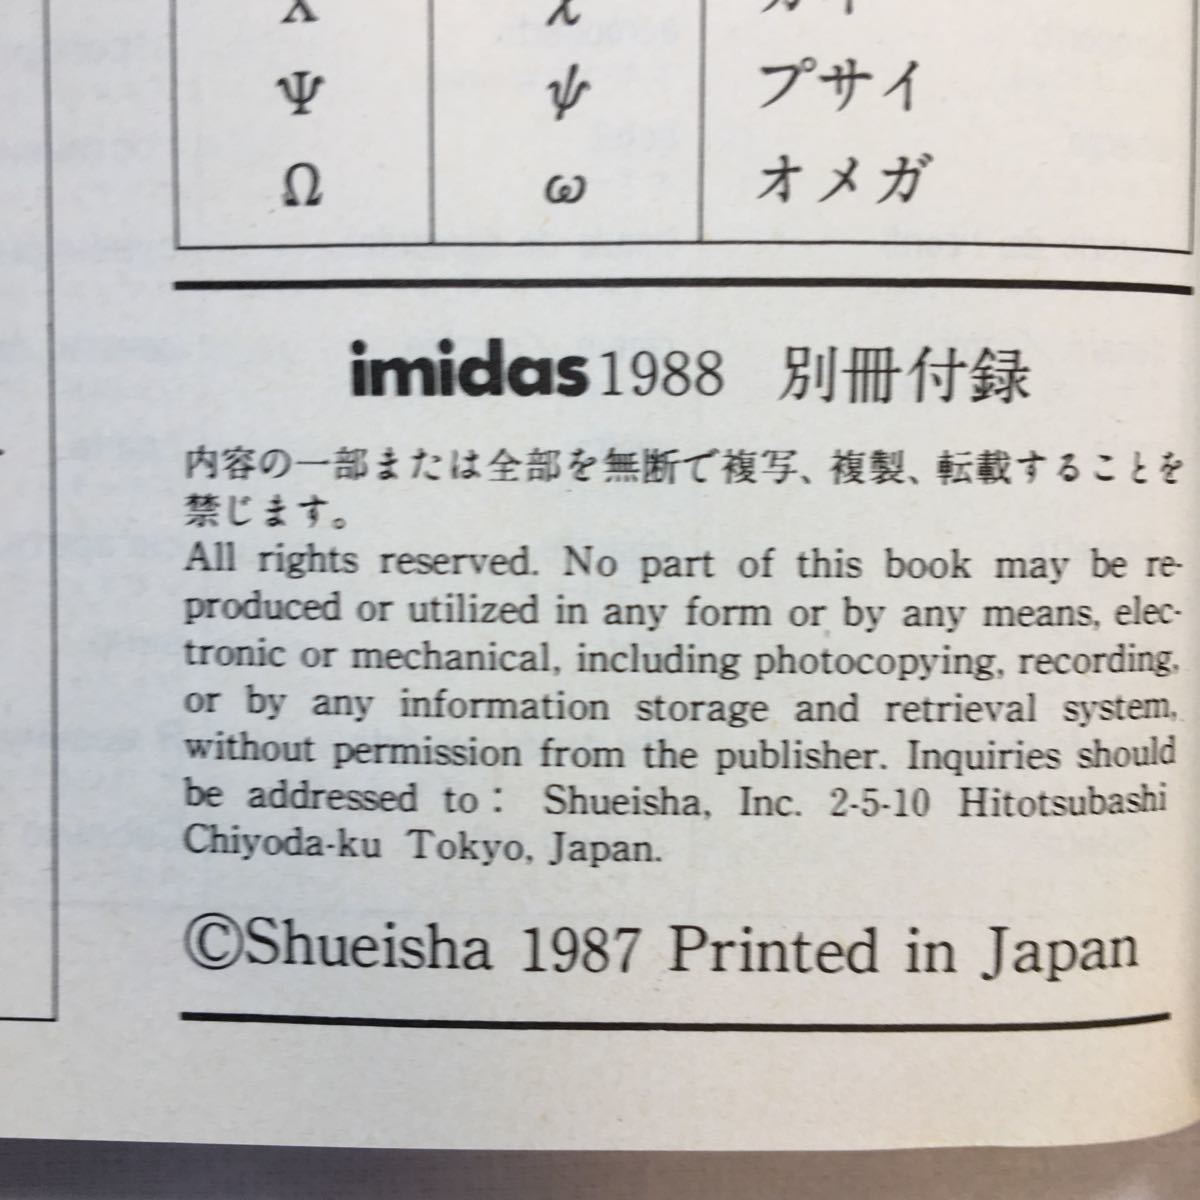 Χ χ カイ
Ψ ψ プサイ
Ω ω オメガ
imidas1988 別冊付録
内容の一部または全部を無断で複写、複製、転載することを
禁じます。
All rights reserved. No part of this book may be re-
produced or utilized in any form or by any means, elec-
tronic or mechanical, including photocopying, recording,
or by any information storage and retrieval system,
without permission from the publisher. Inquiries should
be addressed to: Shueisha, Inc. 2-5-10 Hitotsubashi
Chiyoda-ku Tokyo, Japan.
©Shueisha 1987 Printed in Japan